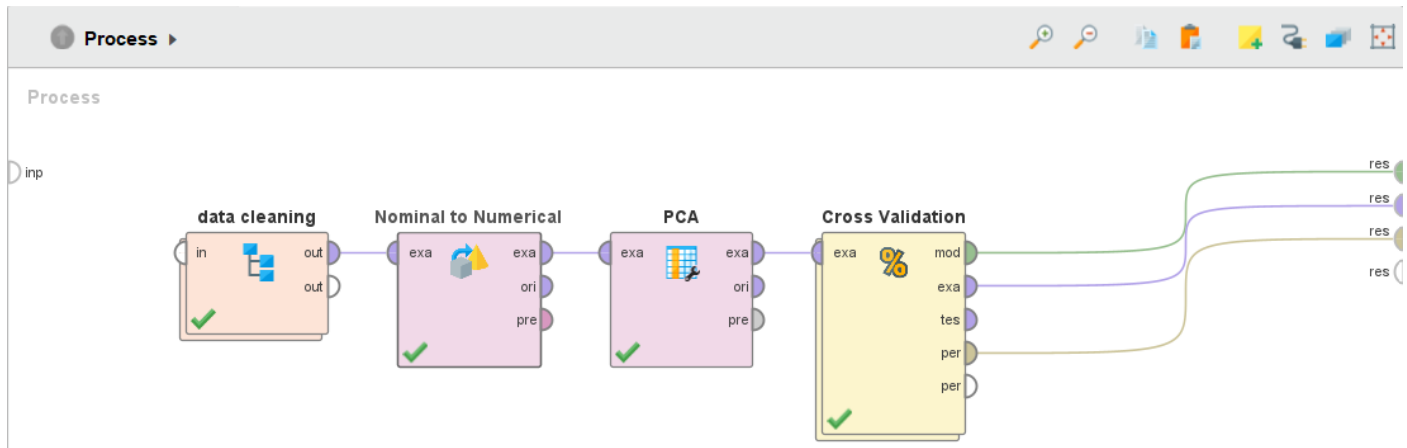 Process
Process
inp
res
res
res
res
data cleaning
in
out
out
Nominal to Numerical
exa
exa
ori
pre
PCA
exa
exa
ori
pre
Cross Validation
exa
%
mod
exa
tes
per
per